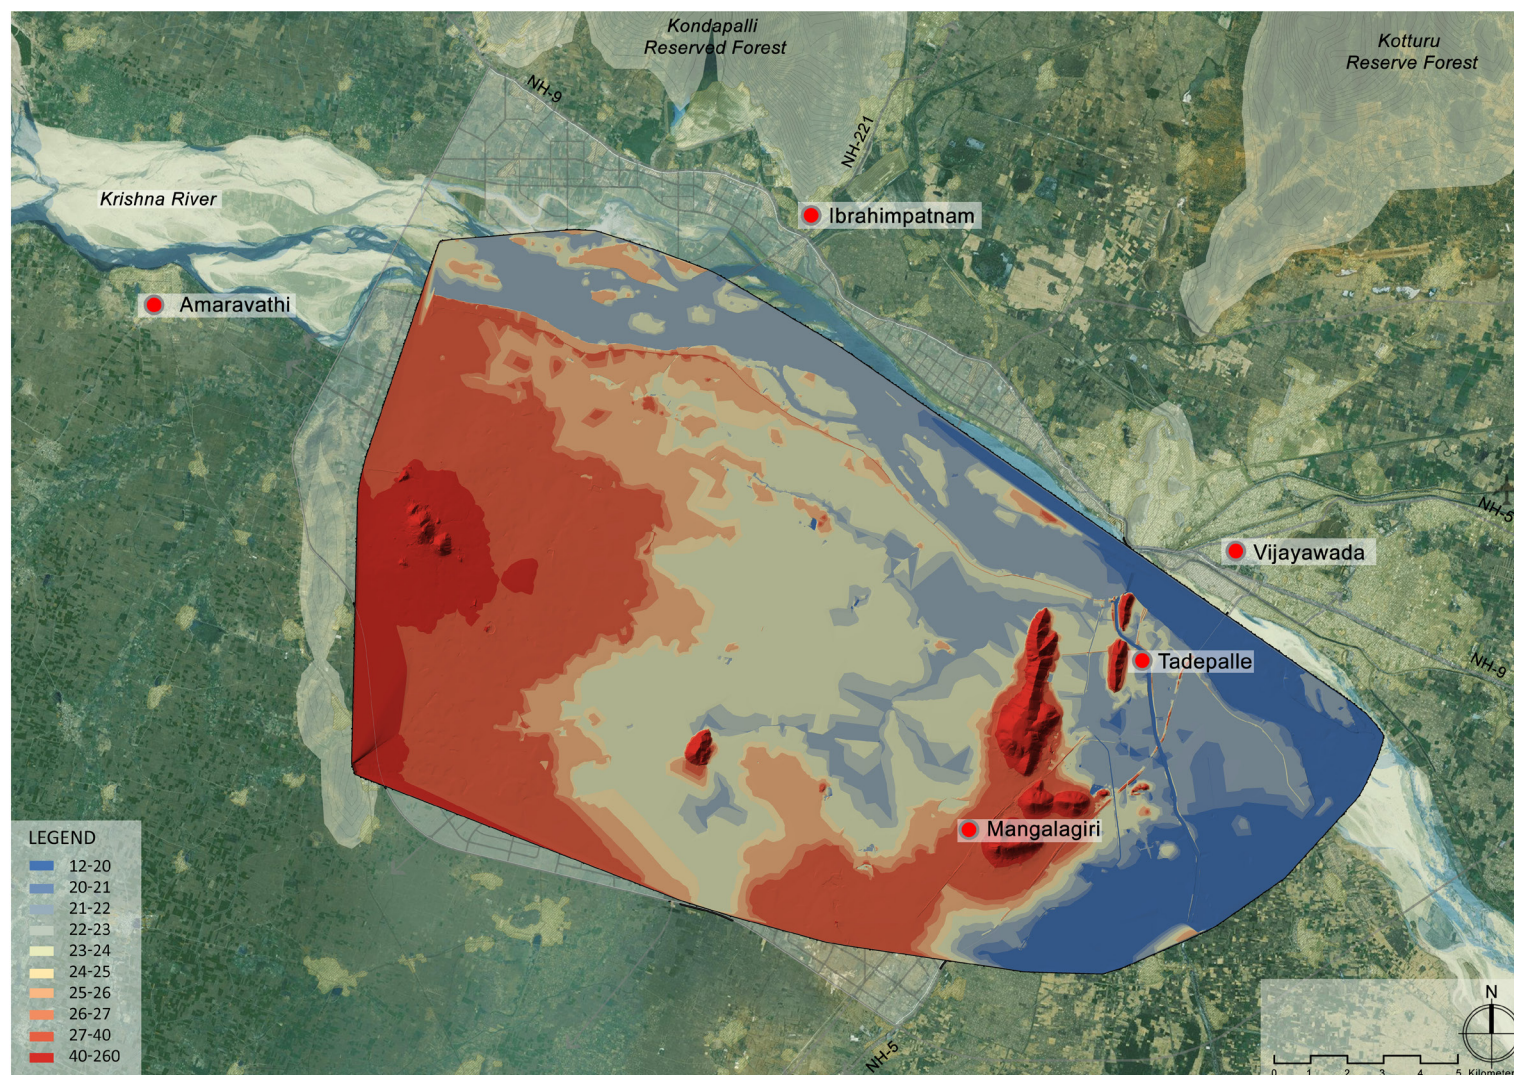 Kondapalli
Reserved Forest
Kotturu
Reserve Forest
NH-9
NH-221
Krishna River
Ibrahimpatnam
Amaravathi
NH-5
Vijayawada
Tadepalle
NH-9
Mangalagiri
LEGEND
12-20
20-21
21-22
22-23
23-24
24-25
25-26
26-27
27-40
40-260
NH-5
N
0 1 2 3 4 5 Kilometers